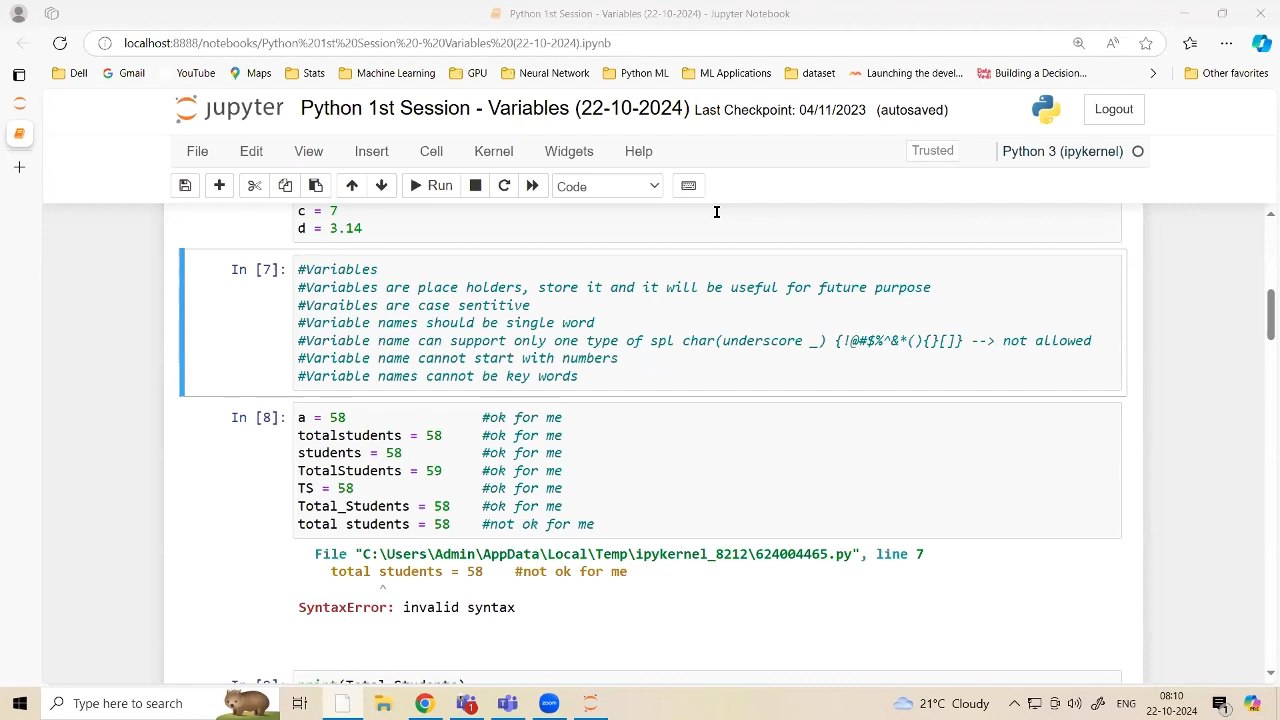 Python 1st Session - Variables (22-10-2024) - Jupyter Notebook
localhost:8888/notebooks/Python%201st%20Session%20-%20Variables%20(22-10-2024).ipynb
Dell Gmail YouTube Maps Stats Machine Learning GPU Neural Network Python ML ML Applications dataset Launching the devel... Building a Decision... Other favorites
jupyter Python 1st Session - Variables (22-10-2024) Last Checkpoint: 04/11/2023 (autosaved) Logout
File Edit View Insert Cell Kernel Widgets Help Trusted Python 3 (ipykernel)
Run Code
c = 7
d = 3.14
In [7]: #Variables
#Variables are place holders, store it and it will be useful for future purpose
#Varaibles are case sentitive
#Variable names should be single word
#Variable name can support only one type of spl char(underscore _) {!@#$%^&*(){}[]} --> not allowed
#Variable name cannot start with numbers
#Variable names cannot be key words
In [8]: a = 58 #ok for me
totalstudents = 58 #ok for me
students = 58 #ok for me
TotalStudents = 59 #ok for me
TS = 58 #ok for me
Total_Students = 58 #ok for me
total students = 58 #not ok for me
File "C:\Users\Admin\AppData\Local\Temp\ipykernel_8212\624004465.py", line 7
total students = 58 #not ok for me
^
SyntaxError: invalid syntax
In [9]: print(Total_Students)
Type here to search 1 21°C Cloudy ENG 08:10
22-10-2024 1